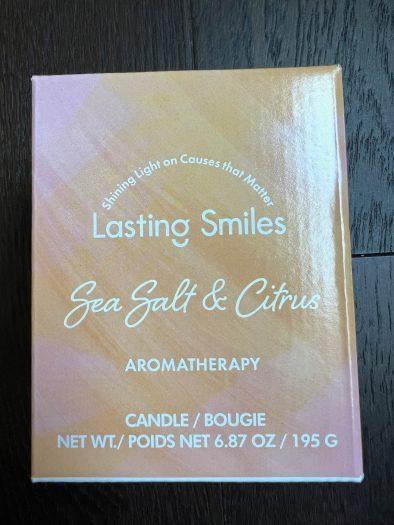 Shining Light on Causes that Matter
Lasting Smiles
Sea Salt & Citrus
AROMATHERAPY
CANDLE / BOUGIE
NET WT./ POIDS NET 6.87 OZ / 195 G